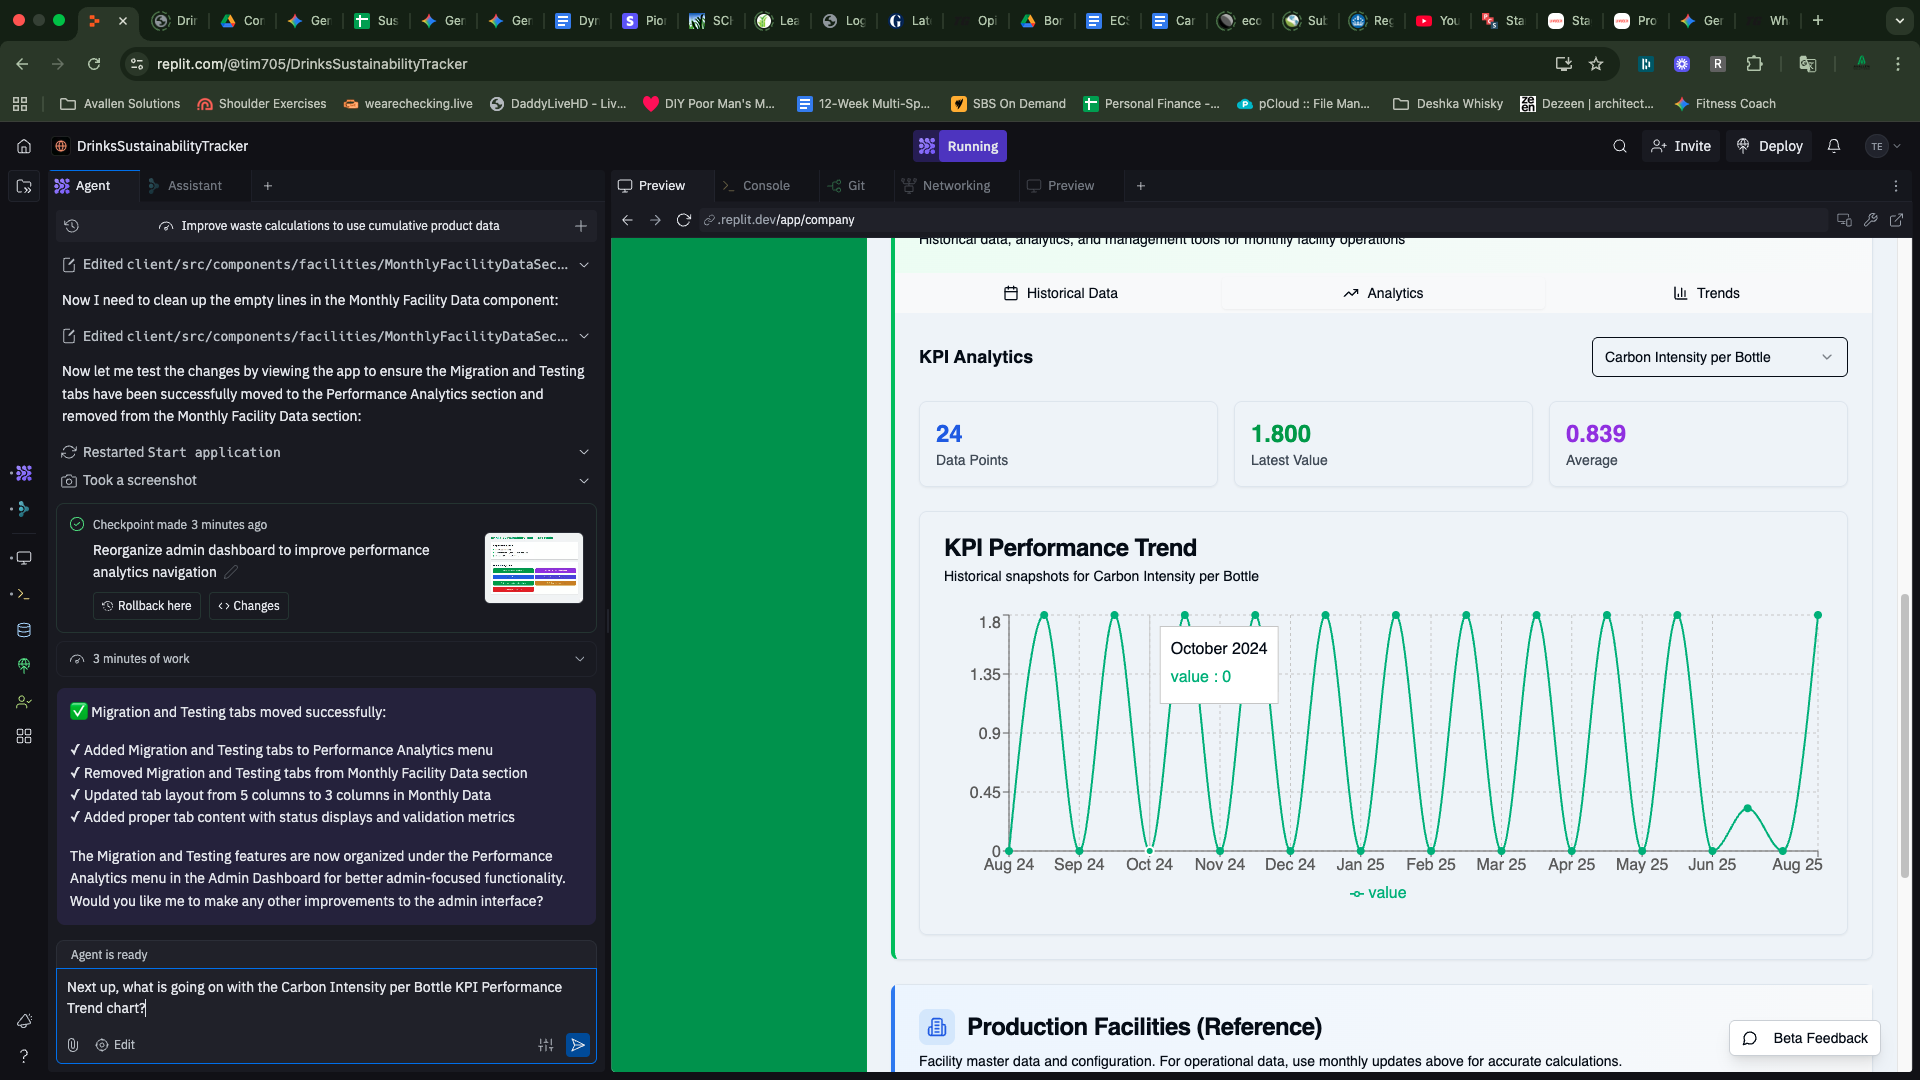 Drin
Con
Ger
Sus
Ger
Ger
Dyn
Pior
SCH
Lea
Log
Late
Opi
Bor
ECS
Car
eco
Sub
Reg
You
Sta
Sta
Pro
Ger
Wh
replit.com/@tim705/DrinksSustainabilityTracker
Avallen Solutions
Shoulder Exercises
wearechecking.live
DaddyLiveHD - Liv...
DIY Poor Man's M...
12-Week Multi-Sp...
SBS On Demand
Personal Finance -...
pCloud :: File Man...
Deshka Whisky
Dezeen | architect...
Fitness Coach
DrinksSustainabilityTracker
Running
Invite
Deploy
TE
Agent
Assistant
Preview
Console
Git
Networking
Preview
Improve waste calculations to use cumulative product data
.replit.dev/app/company
Edited client/src/components/facilities/MonthlyFacilityDataSec...
Now I need to clean up the empty lines in the Monthly Facility Data component:
Edited client/src/components/facilities/MonthlyFacilityDataSec...
Now let me test the changes by viewing the app to ensure the Migration and Testing
tabs have been successfully moved to the Performance Analytics section and
removed from the Monthly Facility Data section:
Restarted Start application
Took a screenshot
Checkpoint made 3 minutes ago
Reorganize admin dashboard to improve performance
analytics navigation
Rollback here
Changes
3 minutes of work
✅ Migration and Testing tabs moved successfully:
✓ Added Migration and Testing tabs to Performance Analytics menu
✓ Removed Migration and Testing tabs from Monthly Facility Data section
✓ Updated tab layout from 5 columns to 3 columns in Monthly Data
✓ Added proper tab content with status displays and validation metrics
The Migration and Testing features are now organized under the Performance
Analytics menu in the Admin Dashboard for better admin-focused functionality.
Would you like me to make any other improvements to the admin interface?
Agent is ready
Next up, what is going on with the Carbon Intensity per Bottle KPI Performance
Trend chart?
Edit
Historical data, analytics, and management tools for monthly facility operations
Historical Data
Analytics
Trends
KPI Analytics
Carbon Intensity per Bottle
24
Data Points
1.800
Latest Value
0.839
Average
KPI Performance Trend
Historical snapshots for Carbon Intensity per Bottle
1.8
1.35
0.9
0.45
0
October 2024
value : 0
Aug 24
Sep 24
Oct 24
Nov 24
Dec 24
Jan 25
Feb 25
Mar 25
Apr 25
May 25
Jun 25
Aug 25
value
Production Facilities (Reference)
Facility master data and configuration. For operational data, use monthly updates above for accurate calculations.
Beta Feedback